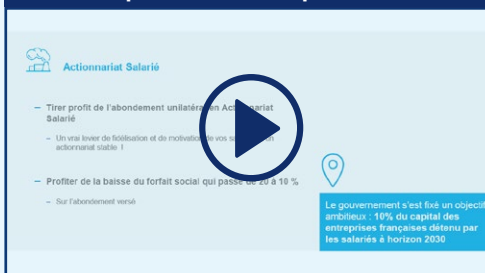 Actionnariat Salarié
– Tirer profit de l'abondement unilatéral en Actionnariat
Salarié
– Un vrai levier de fidélisation et de motivation de vos
actionnariat stable !
– Profiter de la baisse du forfait social qui passe de 20 à 10 %
– Sur l'abondement versé
Le gouvernement s'est fixé un objectif
ambitieux : 10% du capital des
entreprises françaises détenu par
les salariés à horizon 2030